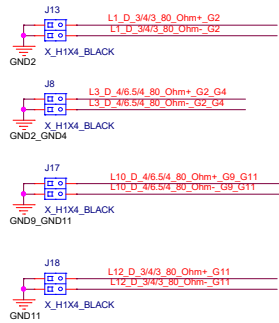 J13
L1_D_3/4/3_80_Ohm+_G2
L1_D_3/4/3_80_Ohm-_G2
X_H1X4_BLACK
GND2
J8
L3_D_4/6.5/4_80_Ohm+_G2_G4
L3_D_4/6.5/4_80_Ohm-_G2_G4
X_H1X4_BLACK
GND2_GND4
J17
L10_D_4/6.5/4_80_Ohm+_G9_G11
L10_D_4/6.5/4_80_Ohm-_G9_G11
X_H1X4_BLACK
GND9_GND11
J18
L12_D_3/4/3_80_Ohm+_G11
L12_D_3/4/3_80_Ohm-_G11
X_H1X4_BLACK
GND11